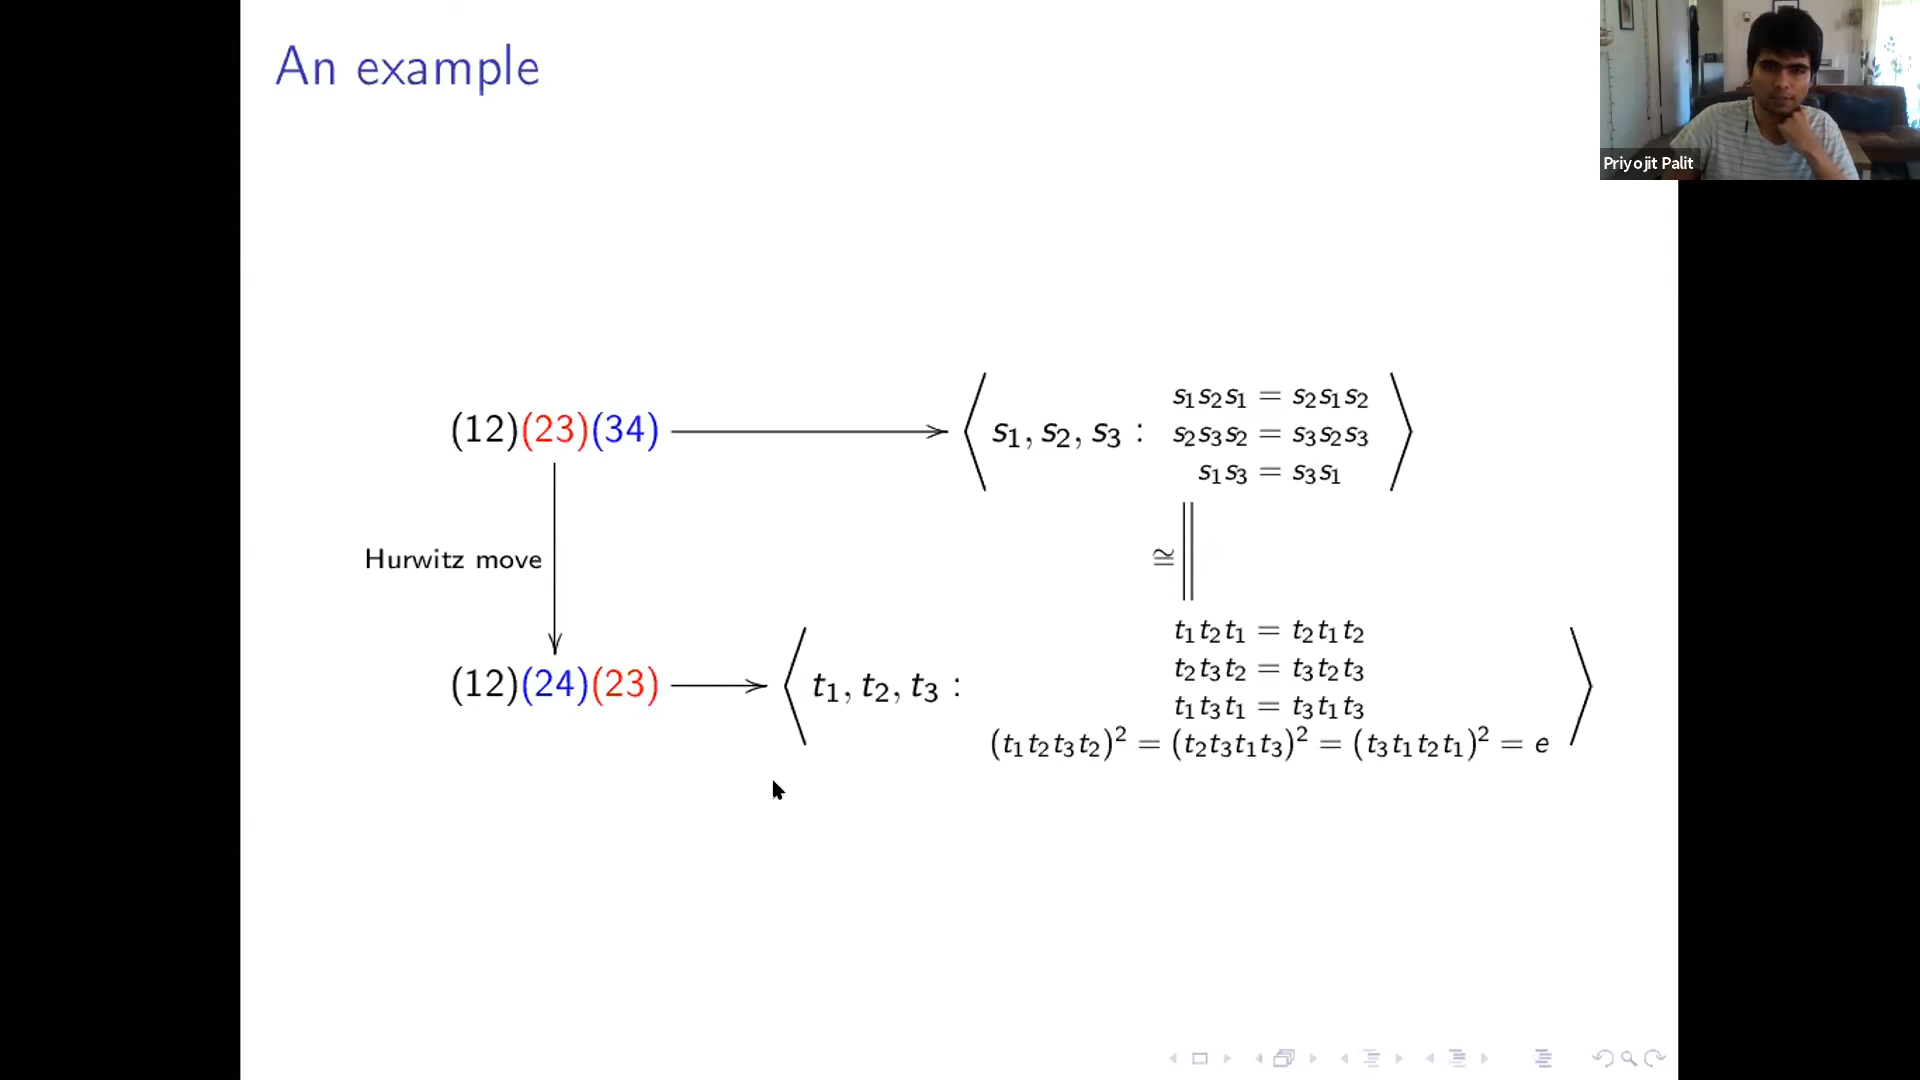 An example
Priyojit Palit
(12)(23)(34)
⟨ s₁, s₂, s₃ :
s₁s₂s₁ = s₂s₁s₂
s₂s₃s₂ = s₃s₂s₃
s₁s₃ = s₃s₁ ⟩
Hurwitz move
≅
(12)(24)(23)
⟨ t₁, t₂, t₃ :
t₁t₂t₁ = t₂t₁t₂
t₂t₃t₂ = t₃t₂t₃
t₁t₃t₁ = t₃t₁t₃
(t₁t₂t₃t₂)² = (t₂t₃t₁t₃)² = (t₃t₁t₂t₁)² = e ⟩